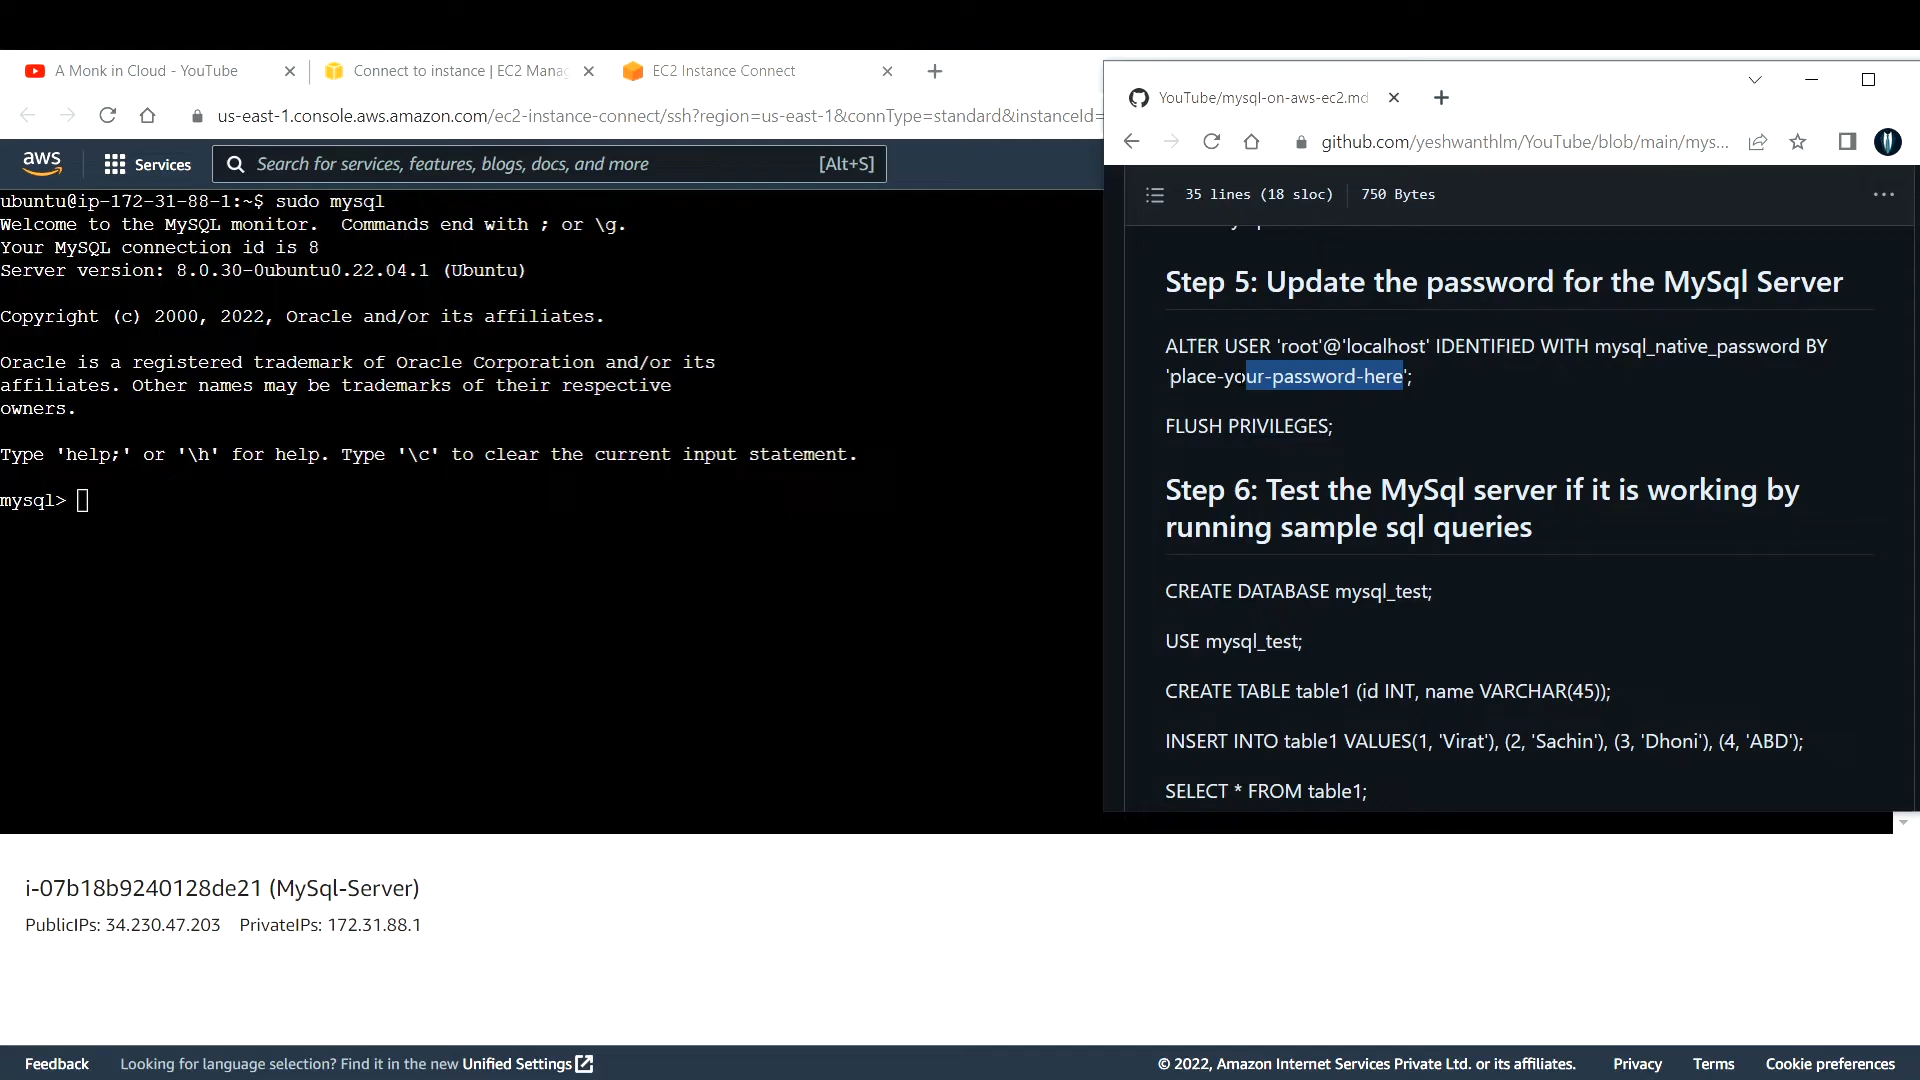 A Monk in Cloud - YouTube
Connect to instance | EC2 Mana
EC2 Instance Connect
us-east-1.console.aws.amazon.com/ec2-instance-connect/ssh?region=us-east-1&connType=standard&instanceId=
aws
Services
Search for services, features, blogs, docs, and more
[Alt+S]
ubuntu@ip-172-31-88-1:~$ sudo mysql
Welcome to the MySQL monitor.  Commands end with ; or \g.
Your MySQL connection id is 8
Server version: 8.0.30-0ubuntu0.22.04.1 (Ubuntu)
Copyright (c) 2000, 2022, Oracle and/or its affiliates.
Oracle is a registered trademark of Oracle Corporation and/or its
affiliates. Other names may be trademarks of their respective
owners.
Type 'help;' or '\h' for help. Type '\c' to clear the current input statement.
mysql>
YouTube/mysql-on-aws-ec2.md
github.com/yeshwanthlm/YouTube/blob/main/mys...
35 lines (18 sloc)
750 Bytes
Step 5: Update the password for the MySql Server
ALTER USER 'root'@'localhost' IDENTIFIED WITH mysql_native_password BY
'place-your-password-here';
FLUSH PRIVILEGES;
Step 6: Test the MySql server if it is working by
running sample sql queries
CREATE DATABASE mysql_test;
USE mysql_test;
CREATE TABLE table1 (id INT, name VARCHAR(45));
INSERT INTO table1 VALUES(1, 'Virat'), (2, 'Sachin'), (3, 'Dhoni'), (4, 'ABD');
SELECT * FROM table1;
i-07b18b9240128de21 (MySql-Server)
PublicIPs: 34.230.47.203 PrivateIPs: 172.31.88.1
Feedback
Looking for language selection? Find it in the new Unified Settings
© 2022, Amazon Internet Services Private Ltd. or its affiliates.
Privacy
Terms
Cookie preferences